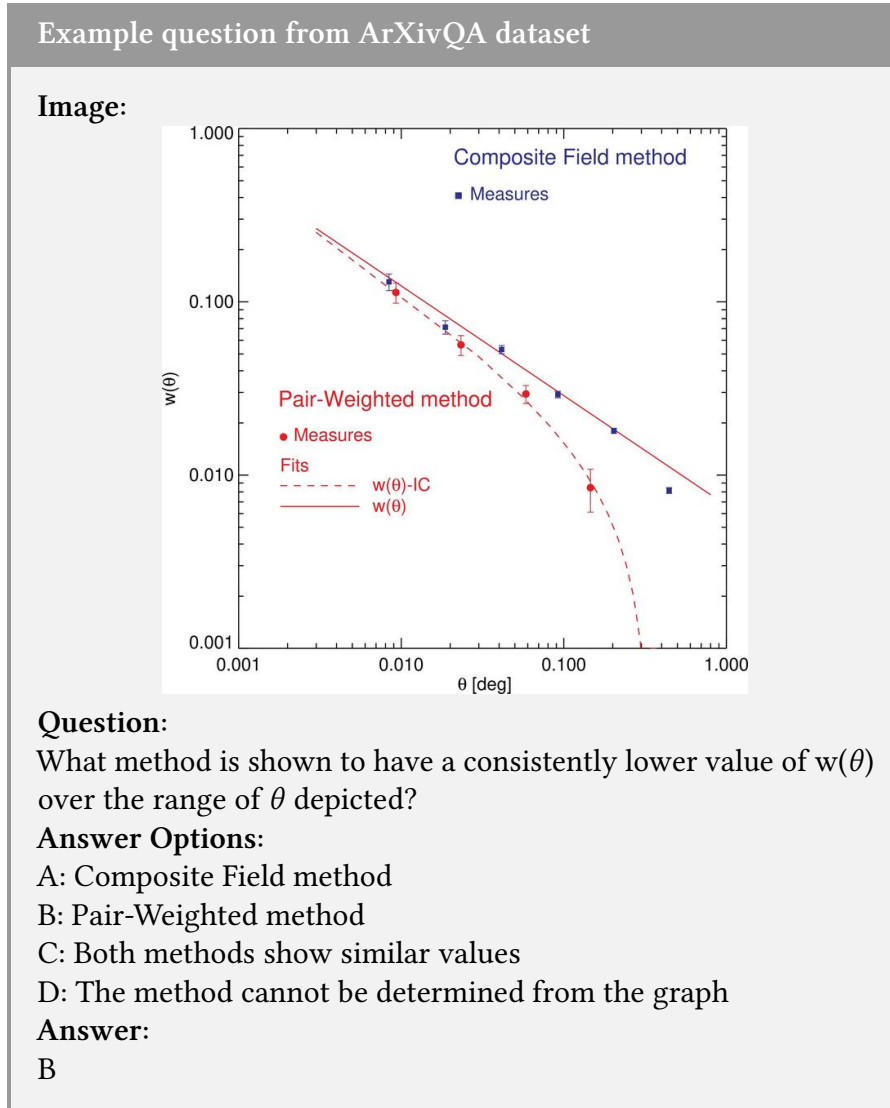 Example question from ArXivQA dataset
Image:
1.000
Composite Field method
Measures
0.100
w(θ)
Pair-Weighted method
Measures
Fits
0.010
w(θ)-IC
w(θ)
0.001
0.001 0.010 0.100 1.000
θ [deg]
Question:
What method is shown to have a consistently lower value of w(θ)
over the range of θ depicted?
Answer Options:
A: Composite Field method
B: Pair-Weighted method
C: Both methods show similar values
D: The method cannot be determined from the graph
Answer:
B